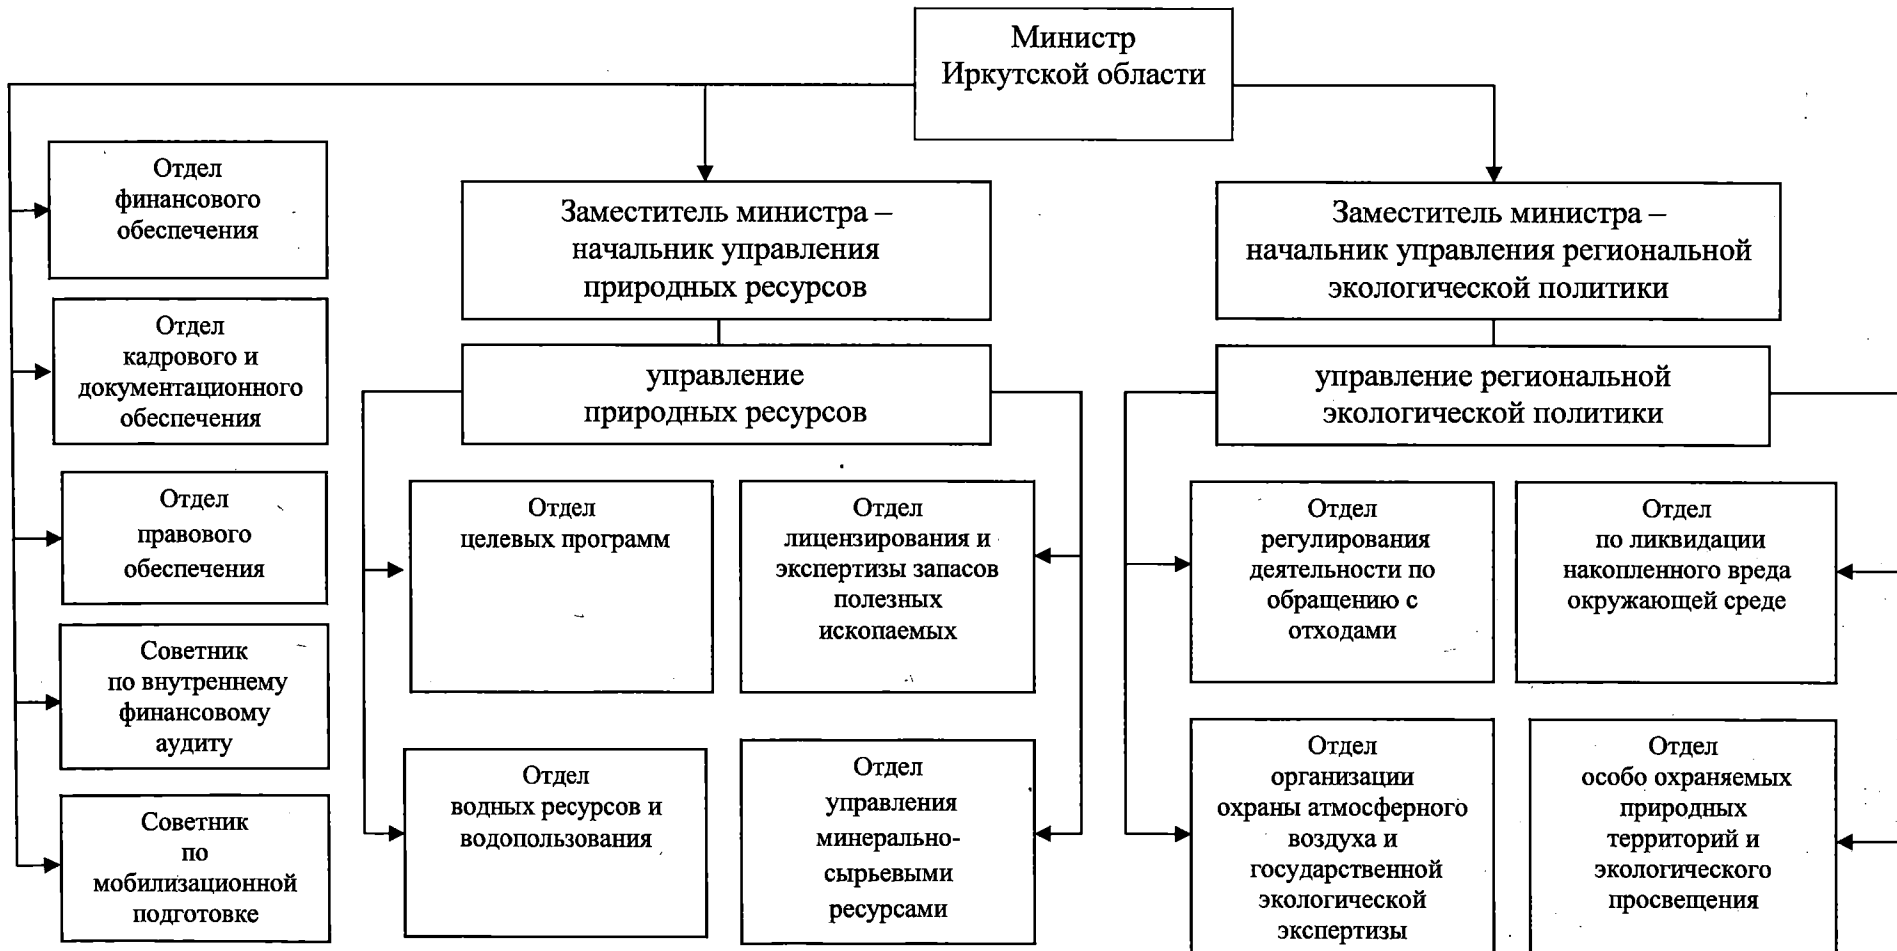 Министр
Иркутской области
Отдел
финансового
обеспечения
Отдел
кадрового и
документационного
обеспечения
Отдел
правового
обеспечения
Советник
по внутреннему
финансовому
аудиту
Советник
по
мобилизационной
подготовке
Заместитель министра –
начальник управления
природных ресурсов
управление
природных ресурсов
Отдел
целевых программ
Отдел
лицензирования и
экспертизы запасов
полезных
ископаемых
Отдел
водных ресурсов и
водопользования
Отдел
управления
минерально-
сырьевыми
ресурсами
Заместитель министра –
начальник управления региональной
экологической политики
управление региональной
экологической политики
Отдел
регулирования
деятельности по
обращению с
отходами
Отдел
по ликвидации
накопленного вреда
окружающей среде
Отдел
организации
охраны атмосферного
воздуха и
государственной
экологической
экспертизы
Отдел
особо охраняемых
природных
территорий и
экологического
просвещения